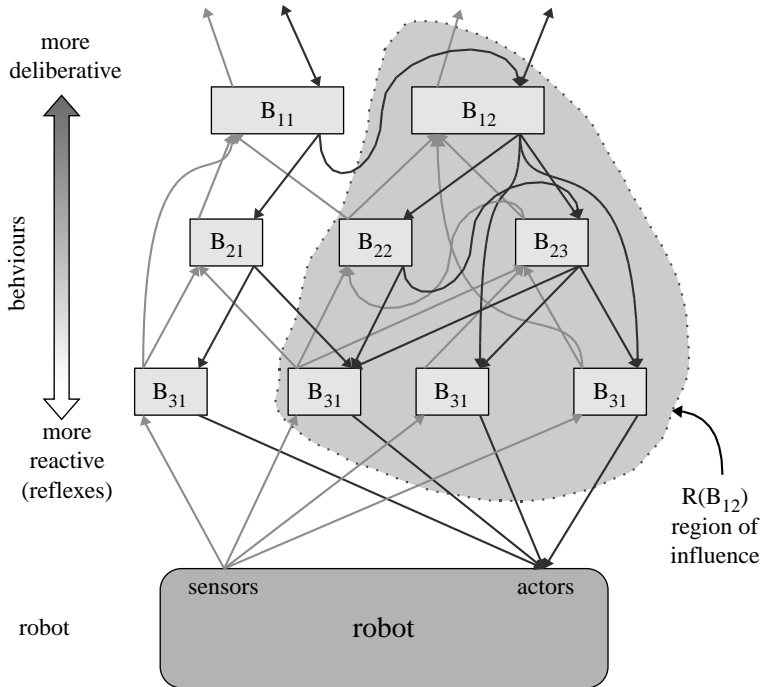 more
deliberative
B11
B12
B21
B22
B23
behviours
B31
B31
B31
B31
more
reactive
(reflexes)
R(B12)
region of
influence
sensors
actors
robot
robot